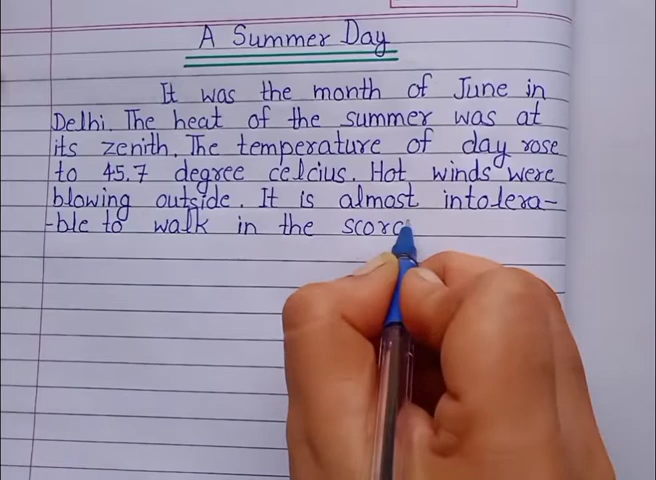 A Summer Day
It was the month of June in
Delhi. The heat of the summer was at
its zenith. The temperature of day rose
to 45.7 degree celcius. Hot winds were
blowing outside. It is almost intolera-
-ble to walk in the scorc